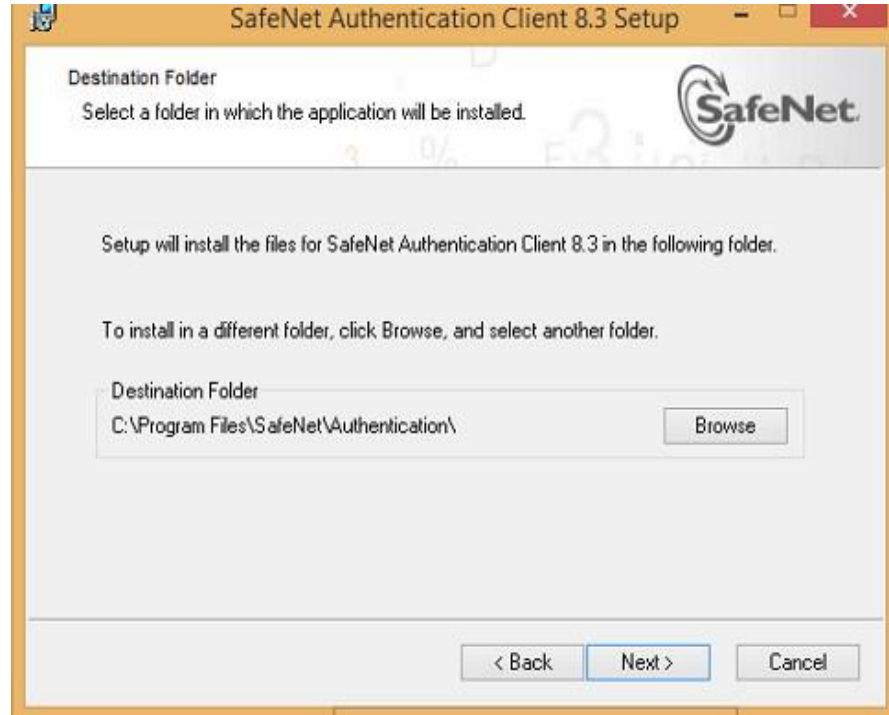 SafeNet Authentication Client 8.3 Setup
Destination Folder
Select a folder in which the application will be installed.
SafeNet.
Setup will install the files for SafeNet Authentication Client 8.3 in the following folder.
To install in a different folder, click Browse, and select another folder.
Destination Folder
C:\Program Files\SafeNet\Authentication\
Browse
< Back
Next >
Cancel